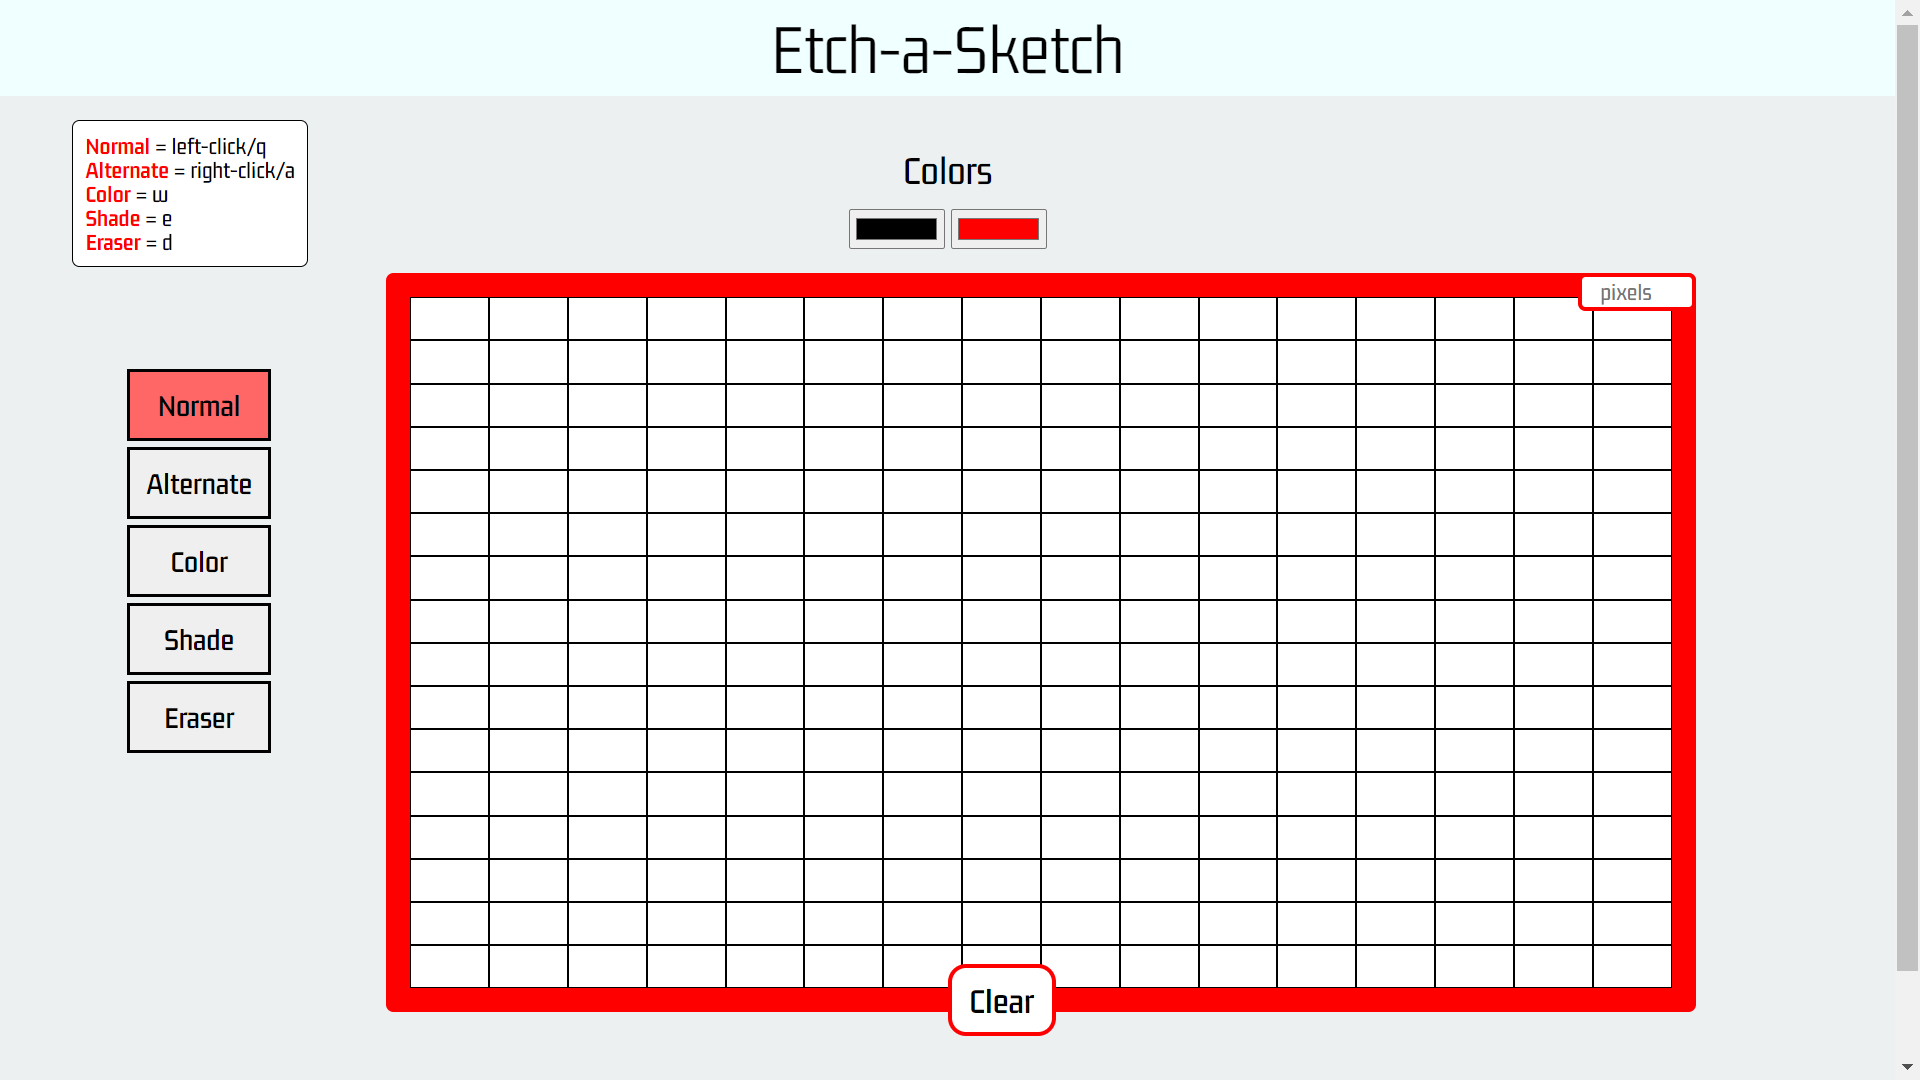 Etch-a-Sketch
Normal = left-click/q
Alternate = right-click/a
Color = w
Shade = e
Eraser = d
Colors
pixels
Normal
Alternate
Color
Shade
Eraser
Clear